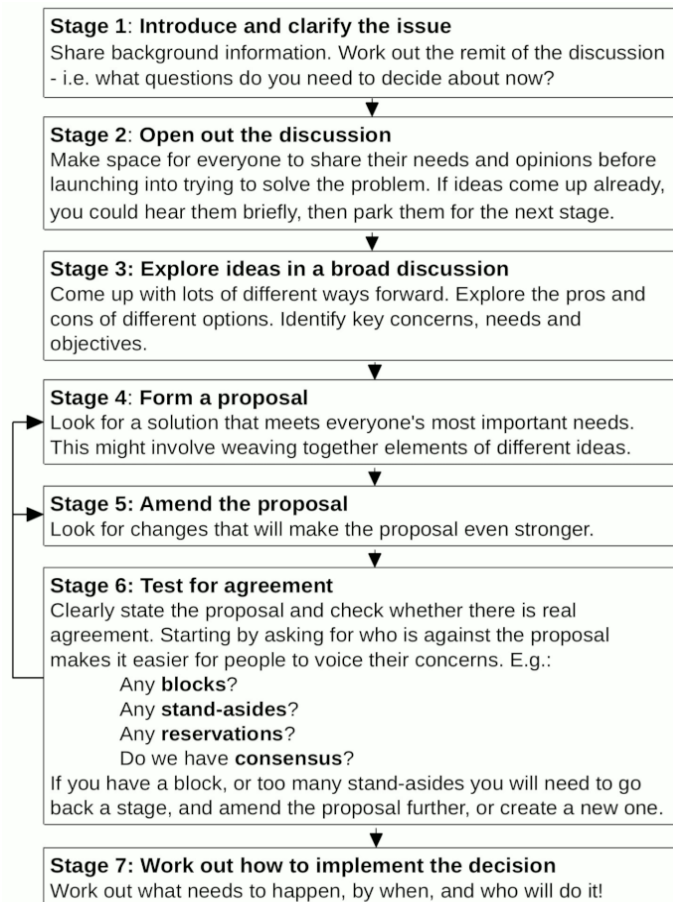 Stage 1: Introduce and clarify the issue
Share background information. Work out the remit of the discussion
- i.e. what questions do you need to decide about now?
Stage 2: Open out the discussion
Make space for everyone to share their needs and opinions before
launching into trying to solve the problem. If ideas come up already,
you could hear them briefly, then park them for the next stage.
Stage 3: Explore ideas in a broad discussion
Come up with lots of different ways forward. Explore the pros and
cons of different options. Identify key concerns, needs and
objectives.
Stage 4: Form a proposal
Look for a solution that meets everyone's most important needs.
This might involve weaving together elements of different ideas.
Stage 5: Amend the proposal
Look for changes that will make the proposal even stronger.
Stage 6: Test for agreement
Clearly state the proposal and check whether there is real
agreement. Starting by asking for who is against the proposal
makes it easier for people to voice their concerns. E.g.:
Any blocks?
Any stand-asides?
Any reservations?
Do we have consensus?
If you have a block, or too many stand-asides you will need to go
back a stage, and amend the proposal further, or create a new one.
Stage 7: Work out how to implement the decision
Work out what needs to happen, by when, and who will do it!